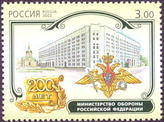 РОССИЯ 2002 3.00
200
ЛЕТ
МИНИСТЕРСТВО ОБОРОНЫ
РОССИЙСКОЙ ФЕДЕРАЦИИ